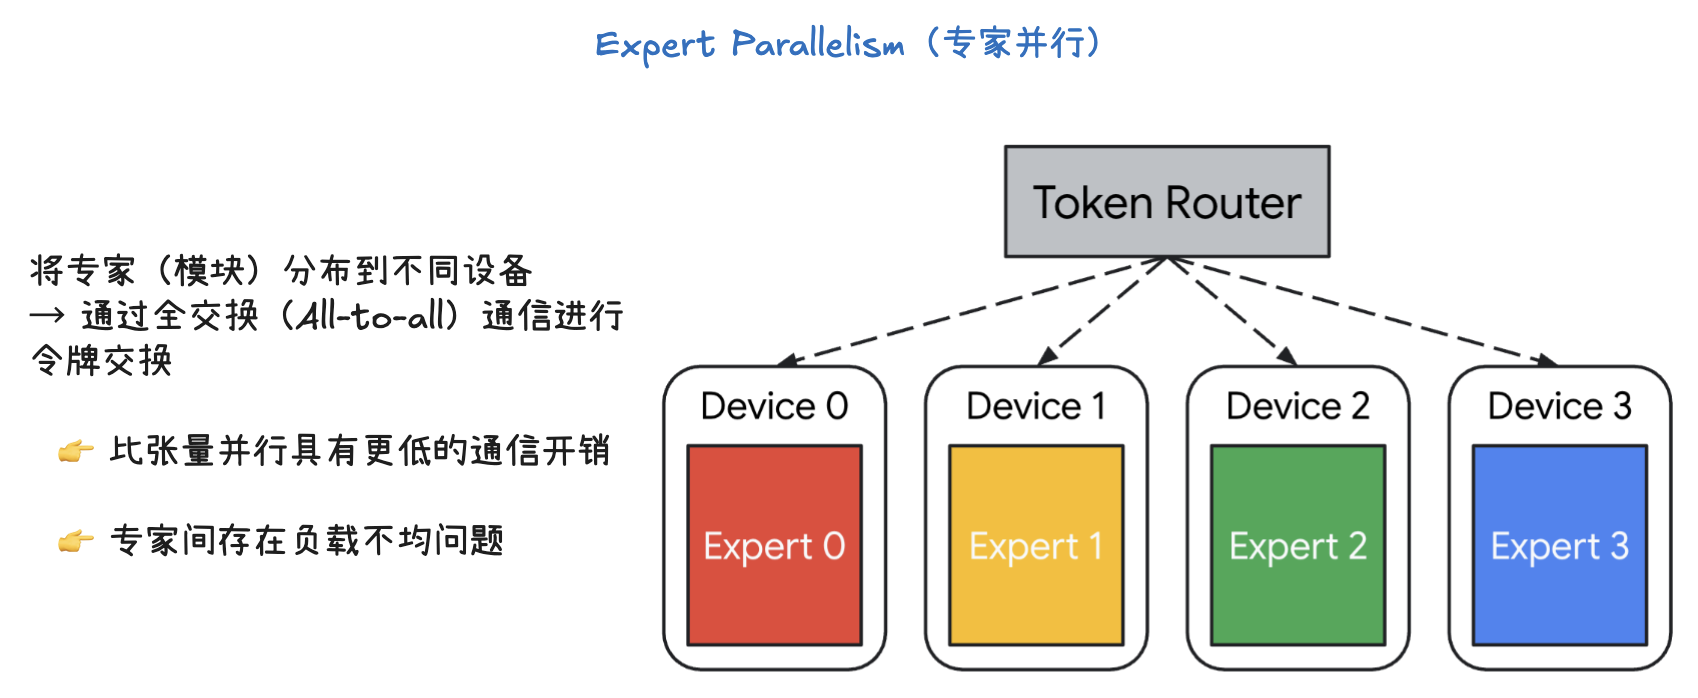 Expert Parallelism（专家并行）
将专家（模块）分布到不同设备
→ 通过全交换（All-to-all）通信进行
令牌交换
👉 比张量并行具有更低的通信开销
👉 专家间存在负载不均问题
Token Router
Device 0
Device 1
Device 2
Device 3
Expert 0
Expert 1
Expert 2
Expert 3